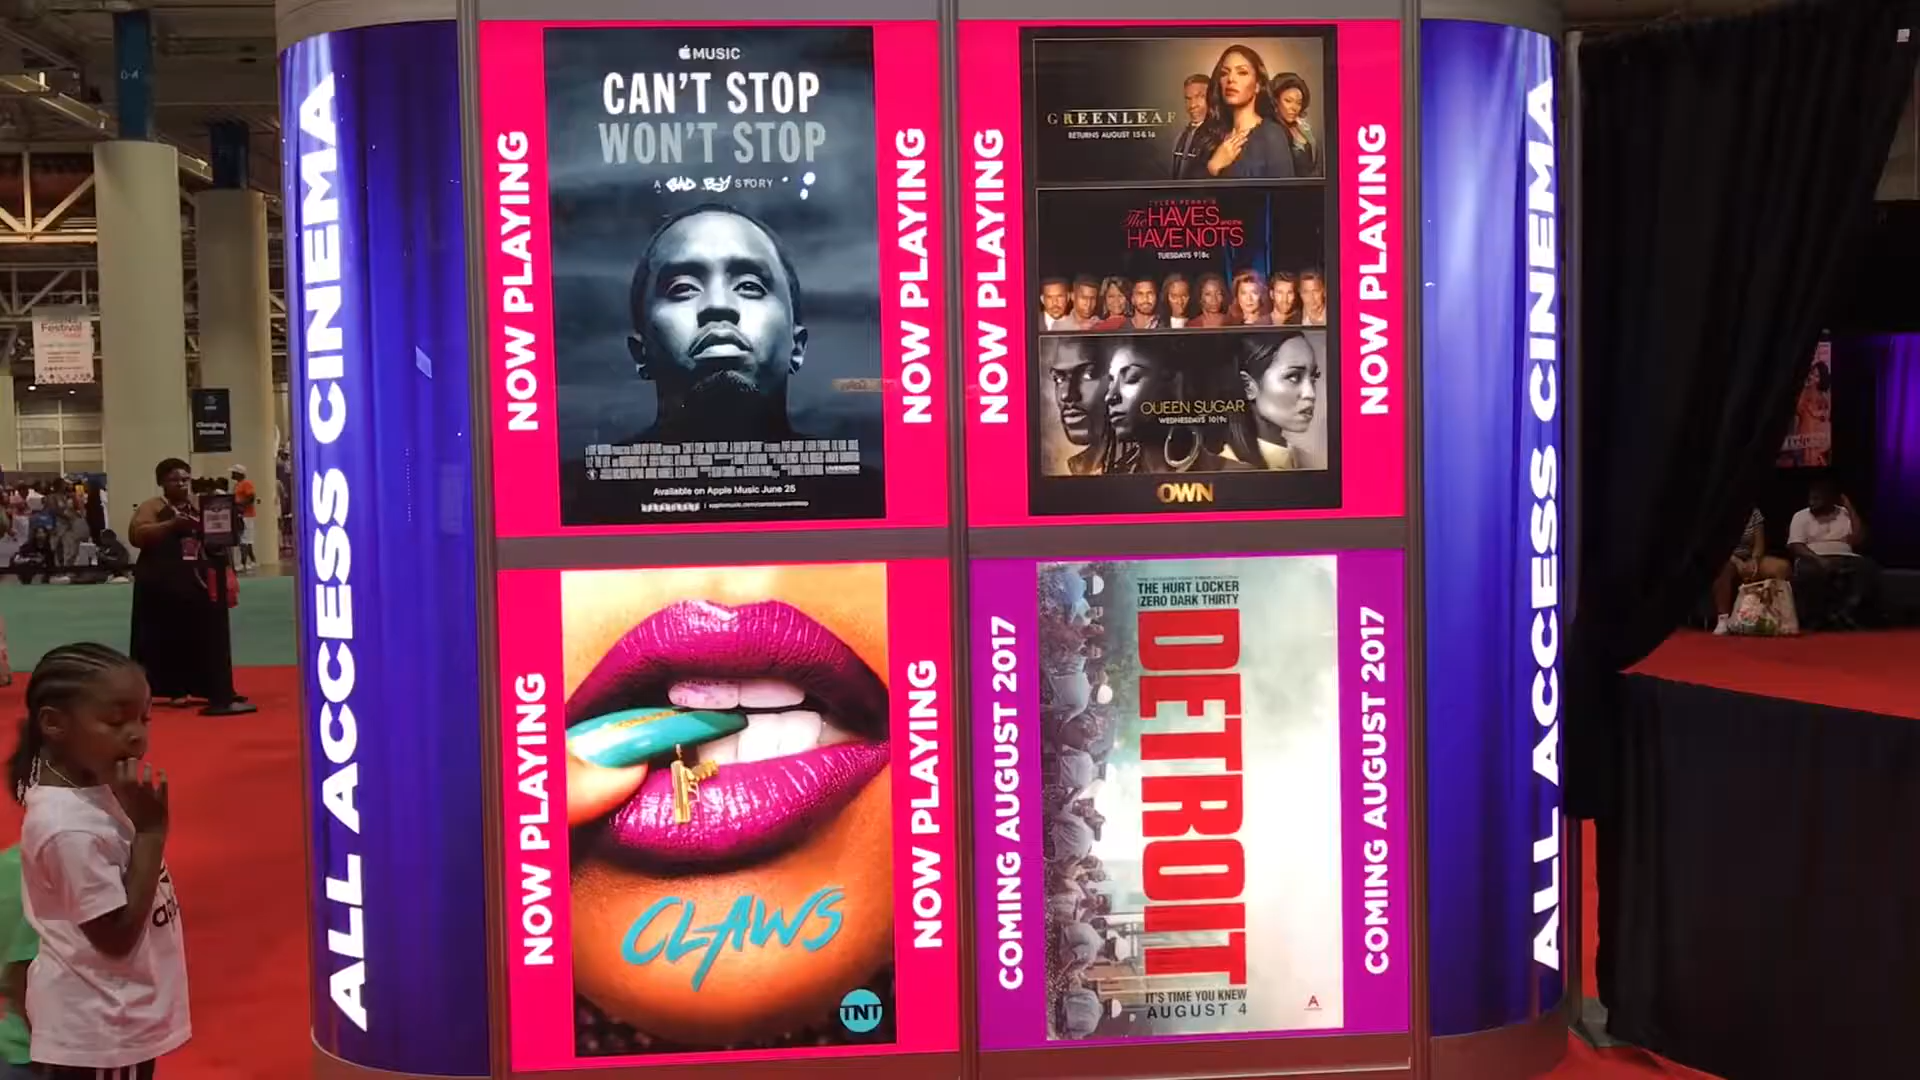 ALL ACCESS CINEMA
NOW PLAYING
MUSIC
CAN'T STOP
WON'T STOP
A BAD BOY STORY
Available on Apple Music June 25
NOW PLAYING
NOW PLAYING
GREENLEAF
RETURNS AUGUST 15 & 16
TYLER PERRY'S
The HAVES AND THE
HAVE NOTS
TUESDAYS 9|8c
QUEEN SUGAR
WEDNESDAYS 10|9c
OWN
NOW PLAYING
NOW PLAYING
CLAWS
TNT
NOW PLAYING
COMING AUGUST 2017
THE HURT LOCKER
ZERO DARK THIRTY
DETROIT
IT'S TIME YOU KNEW
AUGUST 4
COMING AUGUST 2017
ALL ACCESS CINEMA
Festival